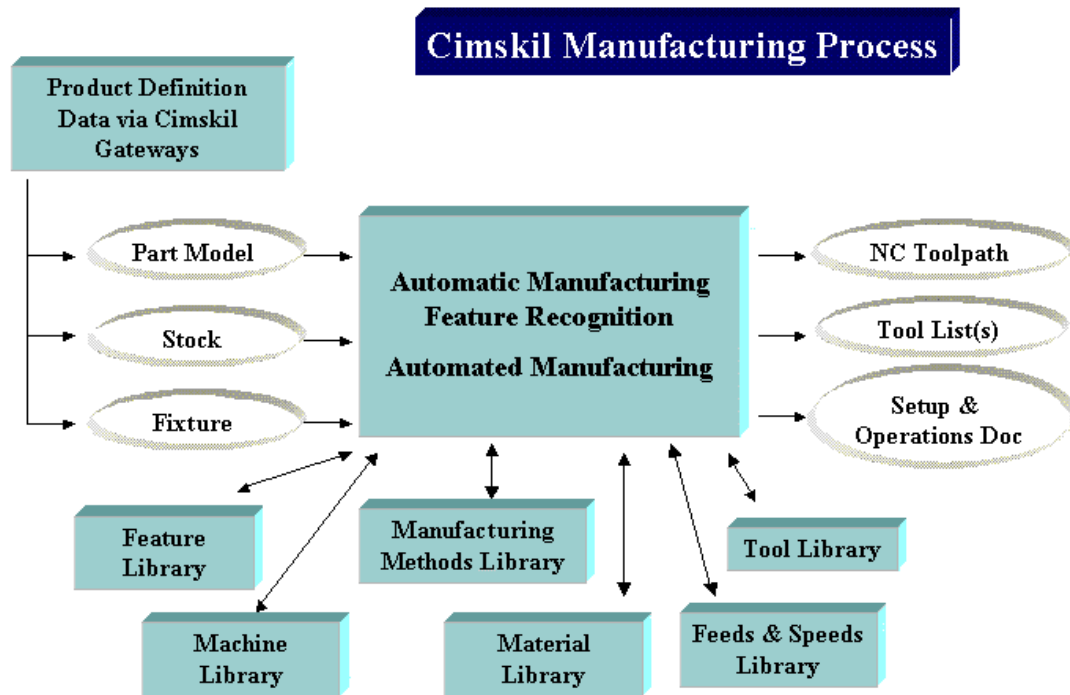 Cimskil Manufacturing Process
Product Definition
Data via Cimskil
Gateways
Part Model
Stock
Fixture
Automatic Manufacturing
Feature Recognition
Automated Manufacturing
NC Toolpath
Tool List(s)
Setup &
Operations Doc
Feature
Library
Manufacturing
Methods Library
Tool Library
Machine
Library
Material
Library
Feeds & Speeds
Library